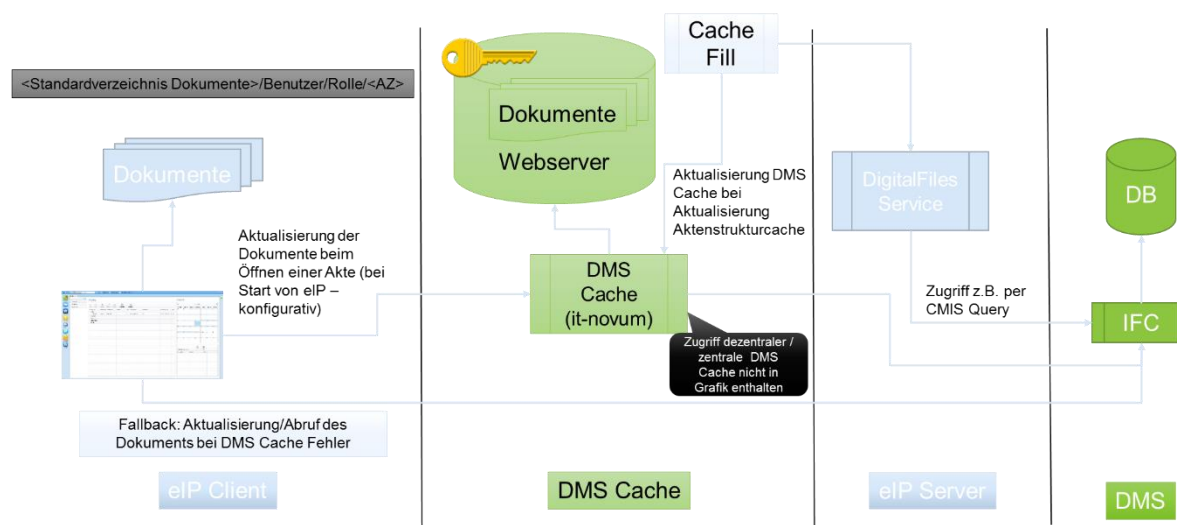 <Standardverzeichnis Dokumente>/Benutzer/Rolle/<AZ>
Dokumente
Aktualisierung der
Dokumente beim
Öffnen einer Akte (bei
Start von eIP –
konfigurativ)
Fallback: Aktualisierung/Abruf des
Dokuments bei DMS Cache Fehler
eIP Client
Dokumente
Webserver
Cache
Fill
Aktualisierung DMS
Cache bei
Aktualisierung
Aktenstrukturcache
DMS
Cache
(it-novum)
Zugriff dezentraler /
zentrale DMS
Cache nicht in
Grafik enthalten
DMS Cache
DigitalFiles
Service
Zugriff z.B. per
CMIS Query
eIP Server
DB
IFC
DMS